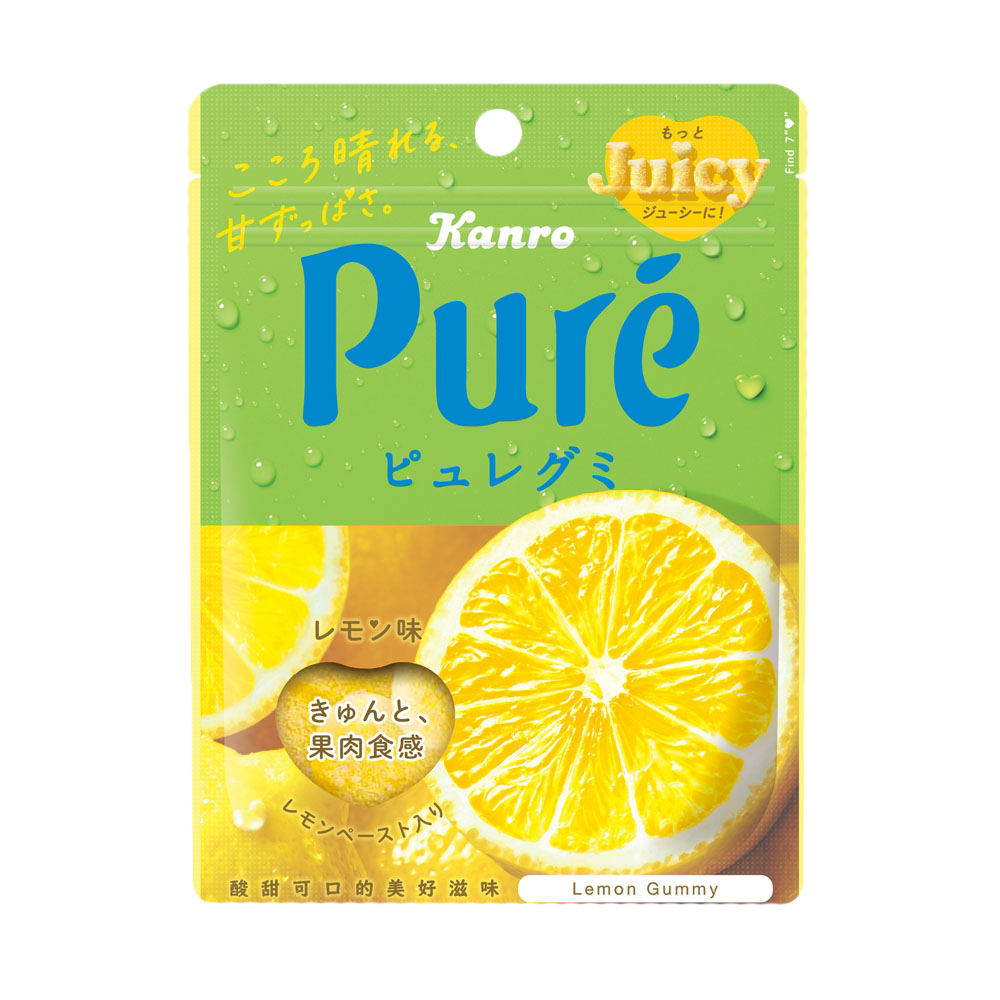 こころ晴れる、
甘ずっぱさ。
もっと
Juicy
ジューシーに!
Find 7"♥"
Kanro
Puré
ピュレグミ
レモン味
きゅんと、
果肉食感
レモンペースト入り
酸甜可口的美好滋味
Lemon Gummy